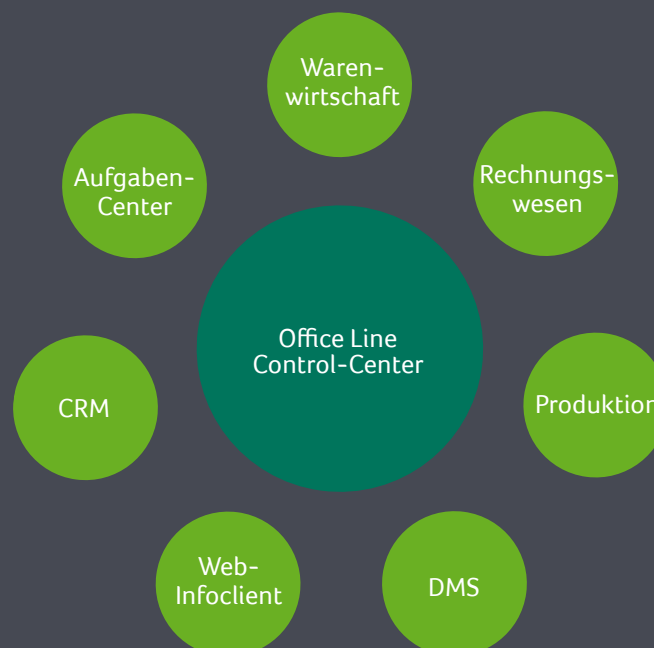 Waren-
wirtschaft
Aufgaben-
Center
Rechnungs-
wesen
Office Line
Control-Center
CRM
Produktion
Web-
Infoclient
DMS